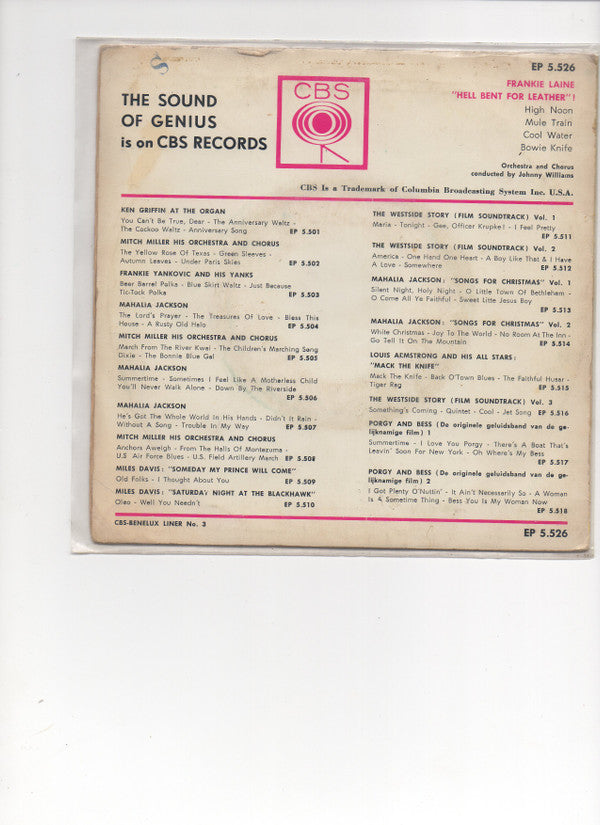 EP 5.526
THE SOUND
OF GENIUS
is on CBS RECORDS
CBS
FRANKIE LAINE
"HELL BENT FOR LEATHER"!
High Noon
Mule Train
Cool Water
Bowie Knife
Orchestra and Chorus
conducted by Johnny Williams
CBS Is a Trademark of Columbia Broadcasting System Inc. U.S.A.
KEN GRIFFIN AT THE ORGAN
You Can't Be True, Dear - The Anniversary Waltz -
The Cockoo Waltz - Anniversary Song EP 5.501
MITCH MILLER HIS ORCHESTRA AND CHORUS
The Yellow Rose Of Texas - Green Sleeves -
Autumn Leaves - Under Paris Skies EP 5.502
FRANKIE YANKOVIC AND HIS YANKS
Beer Barrel Polka - Blue Skirt Waltz - Just Because
Tic-Tock Polka EP 5.503
MAHALIA JACKSON
The Lord's Prayer - The Treasures Of Love - Bless This
House - A Rusty Old Halo EP 5.504
MITCH MILLER HIS ORCHESTRA AND CHORUS
March From The River Kwei - The Children's Marching Song
Dixie - The Bonnie Blue Gal EP 5.505
MAHALIA JACKSON
Summertime - Sometimes I Feel Like A Motherless Child
You'll Never Walk Alone - Down By The Riverside
EP 5.506
MAHALIA JACKSON
He's Got The Whole World In His Hands - Didn't It Rain -
Without A Song - Trouble In My Way EP 5.507
MITCH MILLER HIS ORCHESTRA AND CHORUS
Anchors Aweigh - From The Halls Of Montezuma -
U.S Air Force Blues - U.S. Field Artillery March EP 5.508
MILES DAVIS: "SOMEDAY MY PRINCE WILL COME"
Old Folks - I Thought About You EP 5.509
MILES DAVIS: "SATURDAY NIGHT AT THE BLACKHAWK"
Oleo - Well You Needn't EP 5.510
THE WESTSIDE STORY (FILM SOUNDTRACK) Vol. 1
Maria - Tonight - Gee, Officer Krupke! - I Feel Pretty
EP 5.511
THE WESTSIDE STORY (FILM SOUNDTRACK) Vol. 2
America - One Hand One Heart - A Boy Like That & I Have
A Love - Somewhere EP 5.512
MAHALIA JACKSON: "SONGS FOR CHRISTMAS" Vol. 1
Silent Night, Holy Night - O Little Town Of Bethleham -
O Come All Ye Faithful - Sweet Little Jesus Boy
EP 5.513
MAHALIA JACKSON: "SONGS FOR CHRISTMAS" Vol. 2
White Christmas - Joy To The World - No Room At The Inn -
Go Tell It On The Mountain EP 5.514
LOUIS ACMSTRONG AND HIS ALL STARS:
"MACK THE KNIFE"
Mack The Knife - Back O'Town Blues - The Faithful Husar -
Tiger Rag EP 5.515
THE WESTSIDE STORY (FILM SOUNDTRACK) Vol. 3
Something's Coming - Quintet - Cool - Jet Song EP 5.516
PORGY AND BESS (De originele geluidsband van de ge-
lijknamige film) 1
Summertime - I Love You Porgy - There's A Boat That's
Leavin' Soon For New York - Oh Where's My Bess
EP 5.517
PORGY AND BESS (De originele geluidsband van de ge-
lijknamige film) 2
I Got Plenty O'Nuttin' - It Ain't Necessarily So - A Woman
Is A Sometime Thing - Bess You Is My Woman Now
EP 5.518
CBS-BENELUX LINER No. 3
EP 5.526